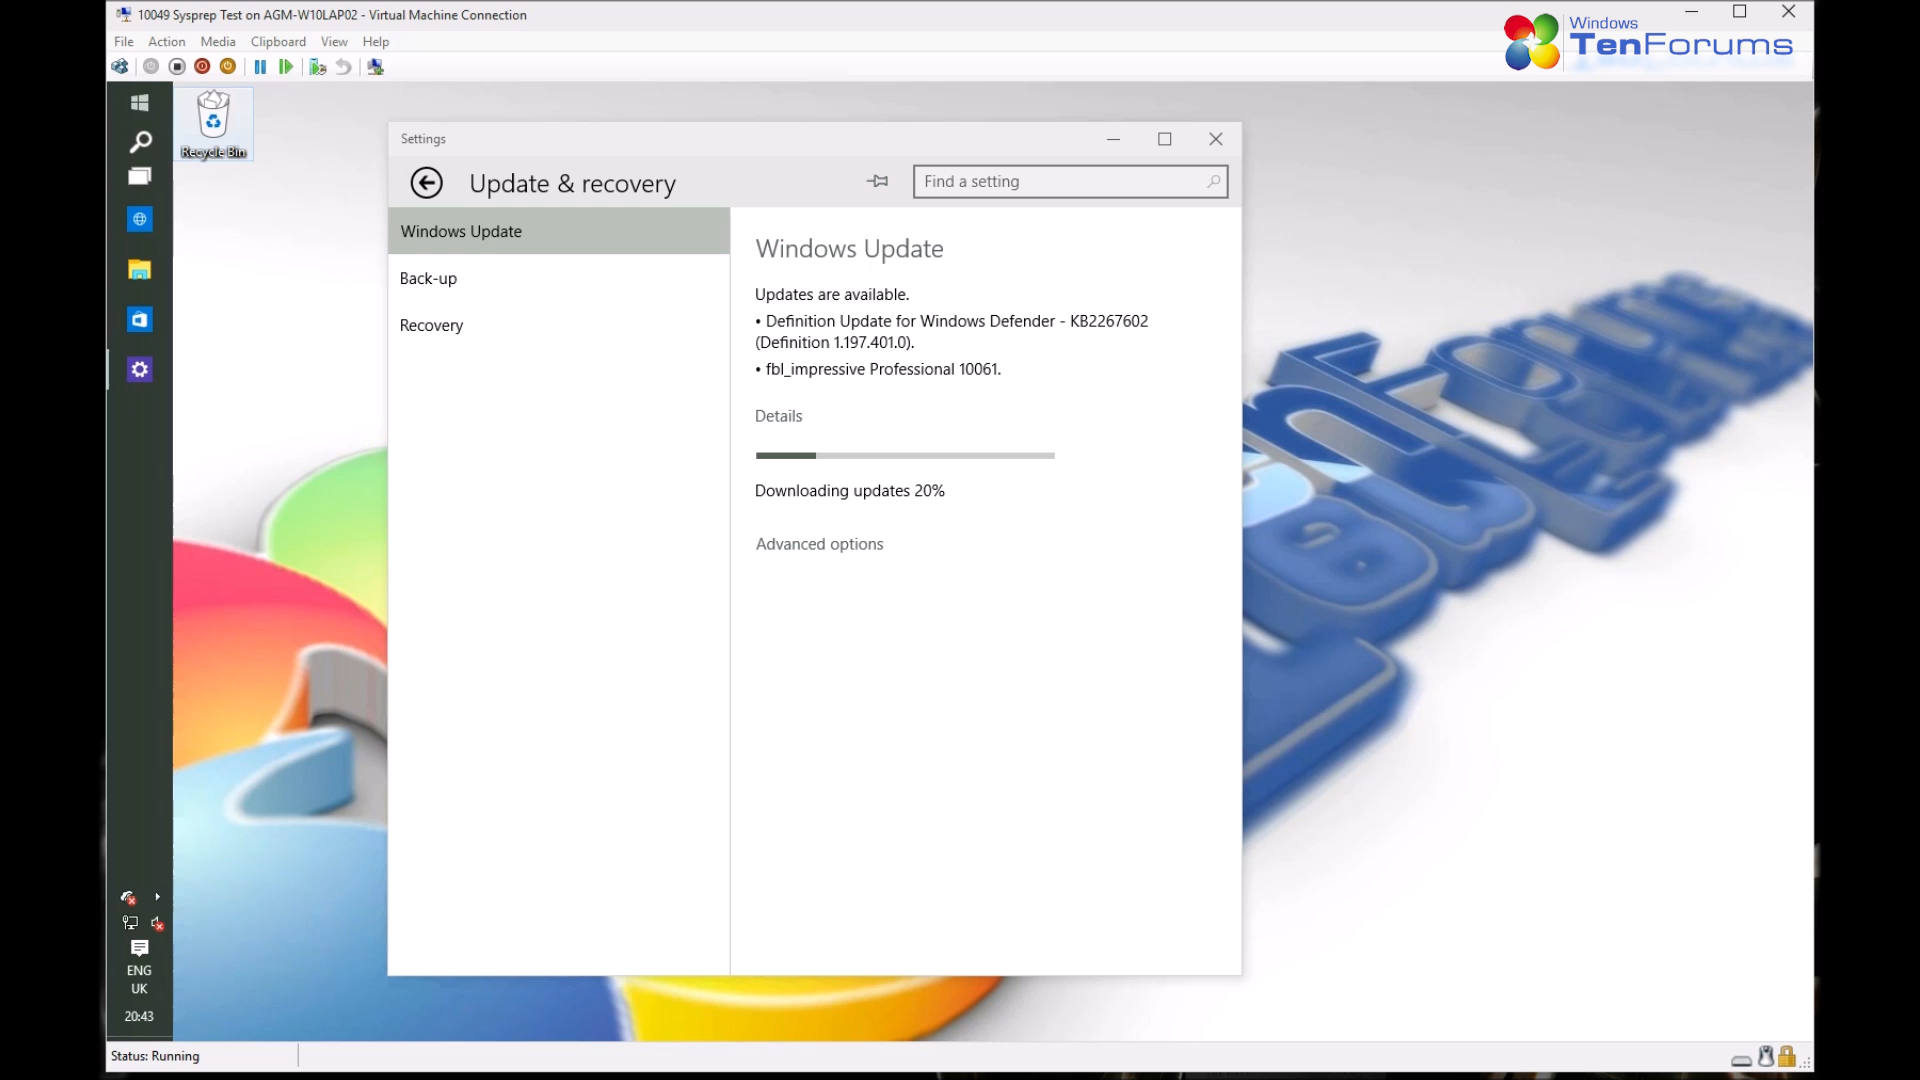 10049 Sysprep Test on AGM-W10LAP02 - Virtual Machine Connection
Windows
TenForums
File Action Media Clipboard View Help
Recycle Bin
Settings
Update & recovery
Find a setting
Windows Update
Back-up
Recovery
Windows Update
Updates are available.
• Definition Update for Windows Defender - KB2267602
(Definition 1.197.401.0).
• fbl_impressive Professional 10061.
Details
Downloading updates 20%
Advanced options
ENG
UK
20:43
Status: Running